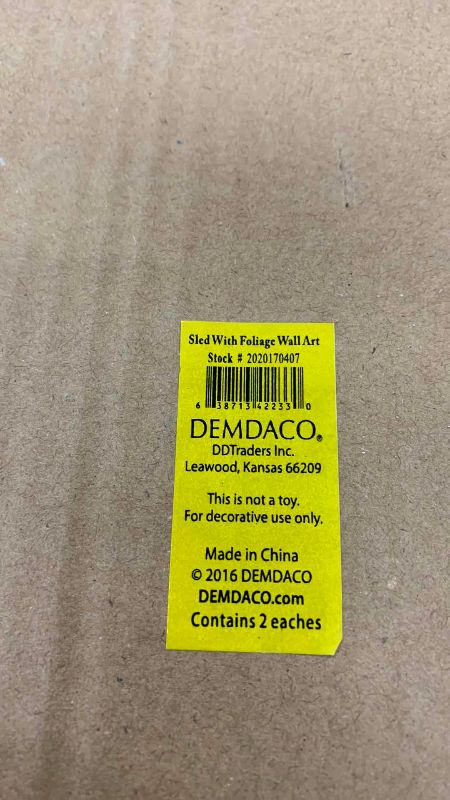 Sled With Foliage Wall Art
Stock # 2020170407
6 38713 42233 0
DEMDACO®
DDTraders Inc.
Leawood, Kansas 66209
This is not a toy.
For decorative use only.
Made in China
© 2016 DEMDACO
DEMDACO.com
Contains 2 eaches